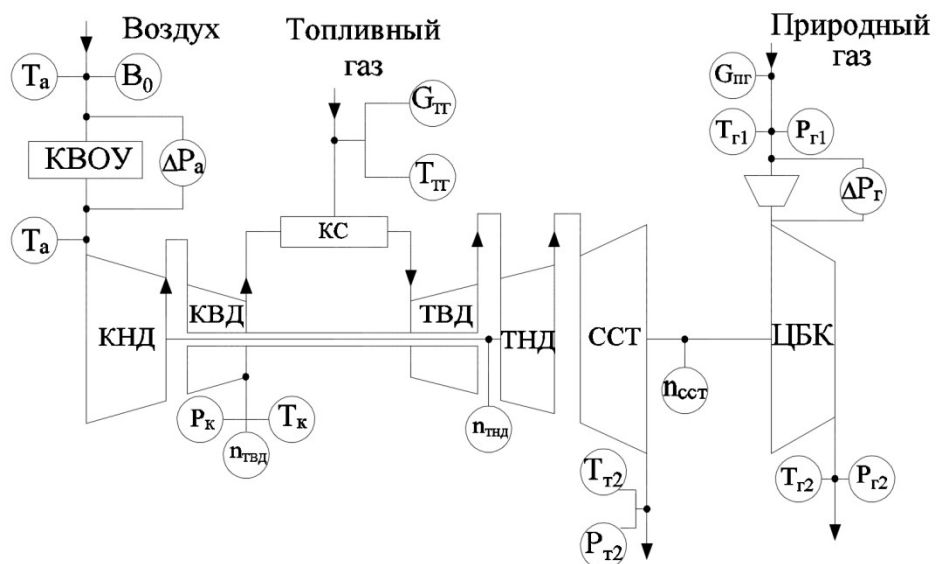 Воздух
Топливный
газ
Природный
газ
Tа
B0
Gпг
Gтг
Tг1
Pг1
КВОУ
ΔPа
Tтг
ΔPг
Tа
КС
КНД
КВД
ТВД
ТНД
ССТ
ЦБК
nсст
Pк
Tк
nтвд
nтнд
Tт2
Pт2
Tг2
Pг2